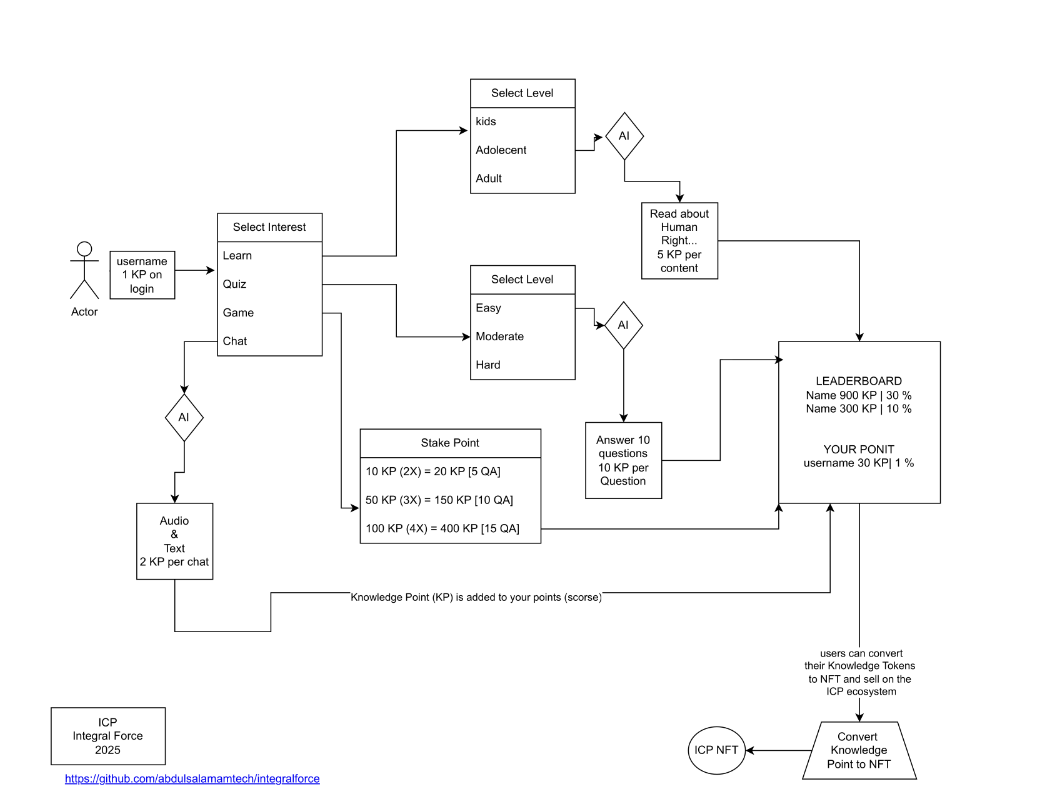 Select Level
kids
Adolecent
Adult
AI
Read about
Human
Right...
5 KP per
content
Select Interest
Learn
Quiz
Game
Chat
username
1 KP on
login
Actor
Select Level
Easy
Moderate
Hard
AI
LEADERBOARD
Name 900 KP | 30 %
Name 300 KP | 10 %
YOUR PONIT
username 30 KP| 1 %
AI
Stake Point
10 KP (2X) = 20 KP [5 QA]
50 KP (3X) = 150 KP [10 QA]
100 KP (4X) = 400 KP [15 QA]
Answer 10
questions
10 KP per
Question
Audio
&
Text
2 KP per chat
Knowledge Point (KP) is added to your points (scorse)
users can convert
their Knowledge Tokens
to NFT and sell on the
ICP ecosystem
Convert
Knowledge
Point to NFT
ICP NFT
ICP
Integral Force
2025
https://github.com/abdulsalamamtech/integralforce